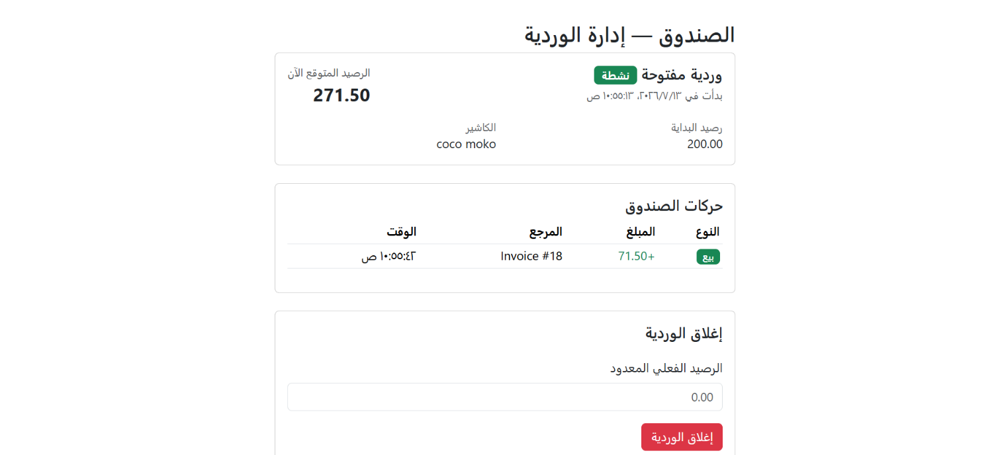 الصندوق — إدارة الوردية
وردية مفتوحة نشطة
بدأت في ٢٠٢٦/٧/١٣، ١٠:٥٥:١٣ ص
الرصيد المتوقع الآن
271.50
رصيد البداية
200.00
الكاشير
coco moko
حركات الصندوق
النوع المبلغ المرجع الوقت
بيع +71.50 Invoice #18 ١٠:٥٥:٤٢ ص
إغلاق الوردية
الرصيد الفعلي المعدود
0.00
إغلاق الوردية